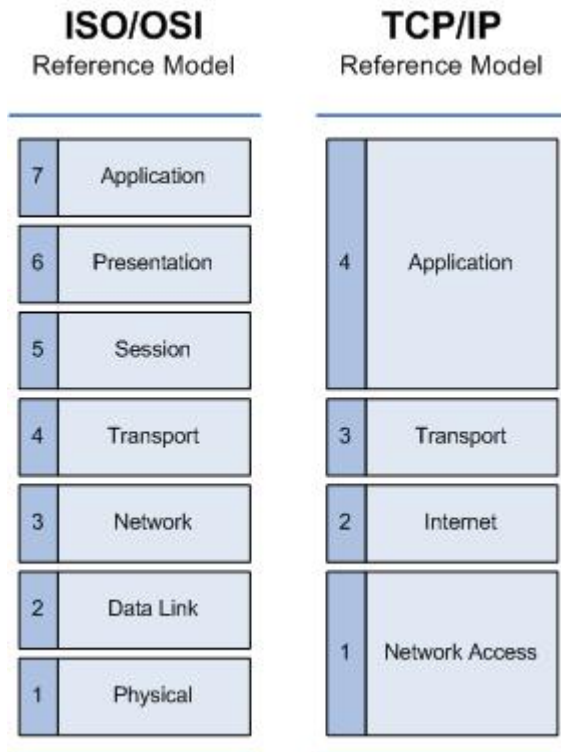 ISO/OSI
Reference Model
7 Application
6 Presentation
5 Session
4 Transport
3 Network
2 Data Link
1 Physical
TCP/IP
Reference Model
4 Application
3 Transport
2 Internet
1 Network Access